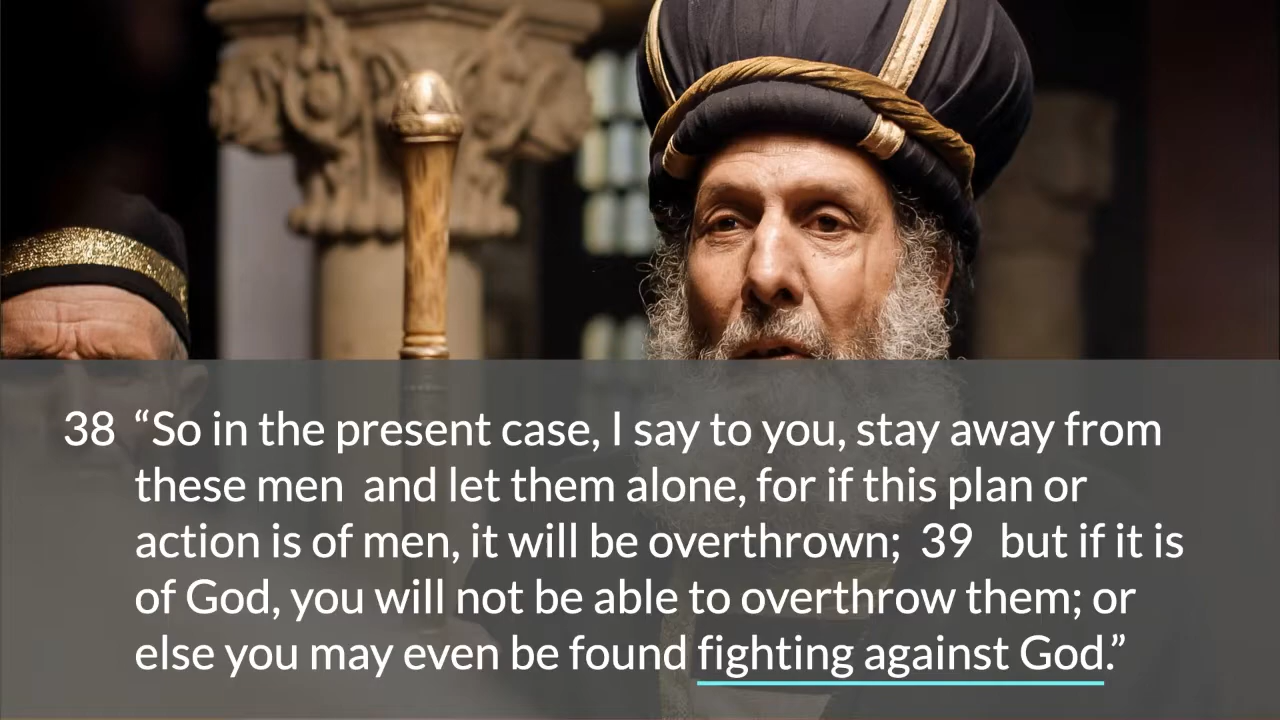 38 “So in the present case, I say to you, stay away from
these men and let them alone, for if this plan or
action is of men, it will be overthrown; 39 but if it is
of God, you will not be able to overthrow them; or
else you may even be found fighting against God.”